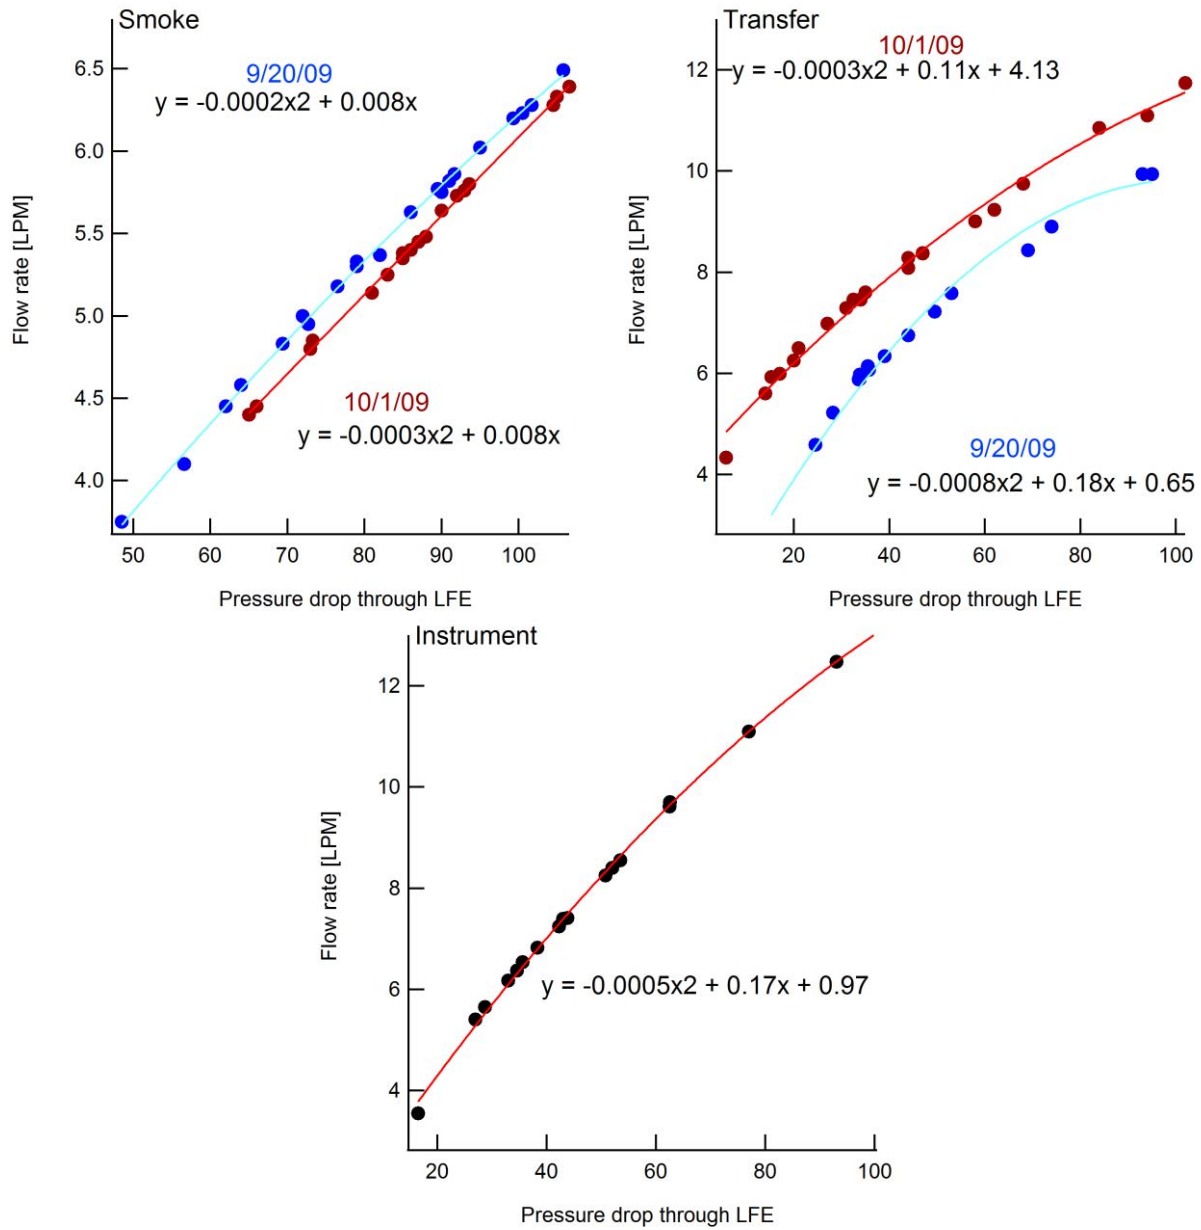 Smoke
9/20/09
y = -0.0002x2 + 0.008x
10/1/09
y = -0.0003x2 + 0.008x
6.5
6.0
5.5
5.0
4.5
4.0
Flow rate [LPM]
50 60 70 80 90 100
Pressure drop through LFE
Transfer
10/1/09
y = -0.0003x2 + 0.11x + 4.13
9/20/09
y = -0.0008x2 + 0.18x + 0.65
12
10
8
6
4
Flow rate [LPM]
20 40 60 80 100
Pressure drop through LFE
Instrument
y = -0.0005x2 + 0.17x + 0.97
12
10
8
6
4
Flow rate [LPM]
20 40 60 80 100
Pressure drop through LFE